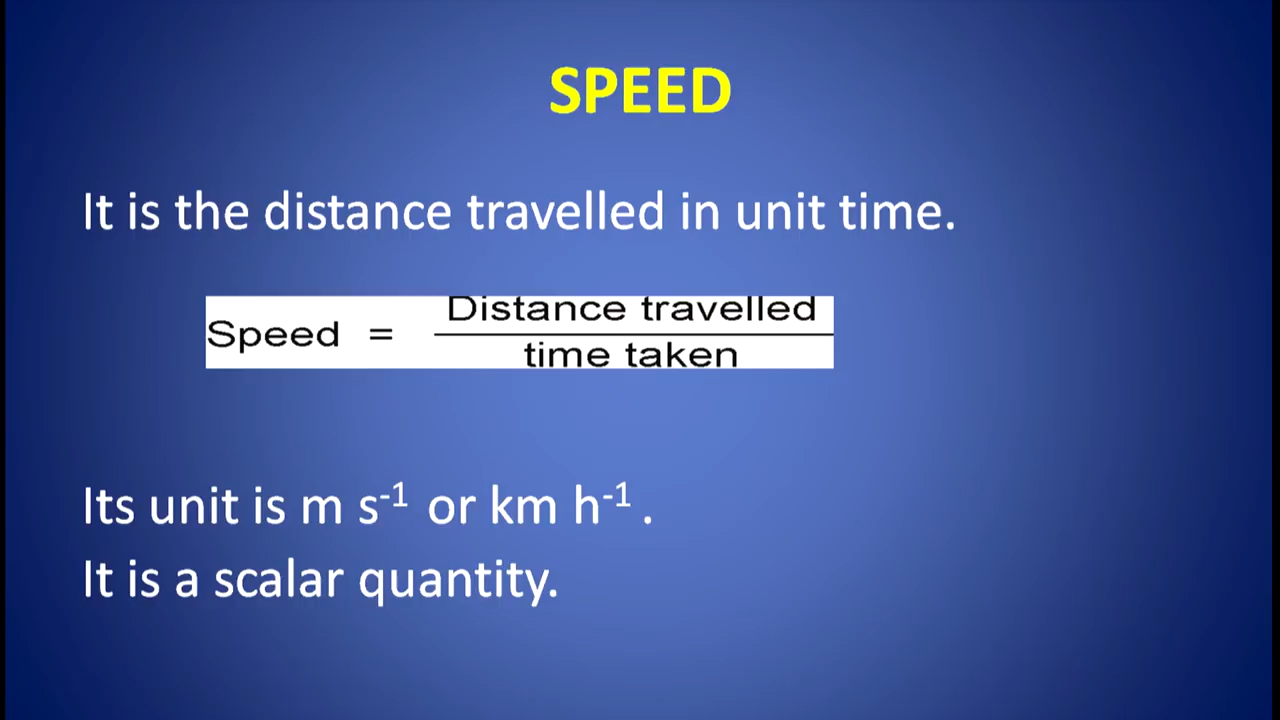 SPEED
It is the distance travelled in unit time.
Speed = Distance travelled
time taken
Its unit is m s⁻¹ or km h⁻¹ .
It is a scalar quantity.